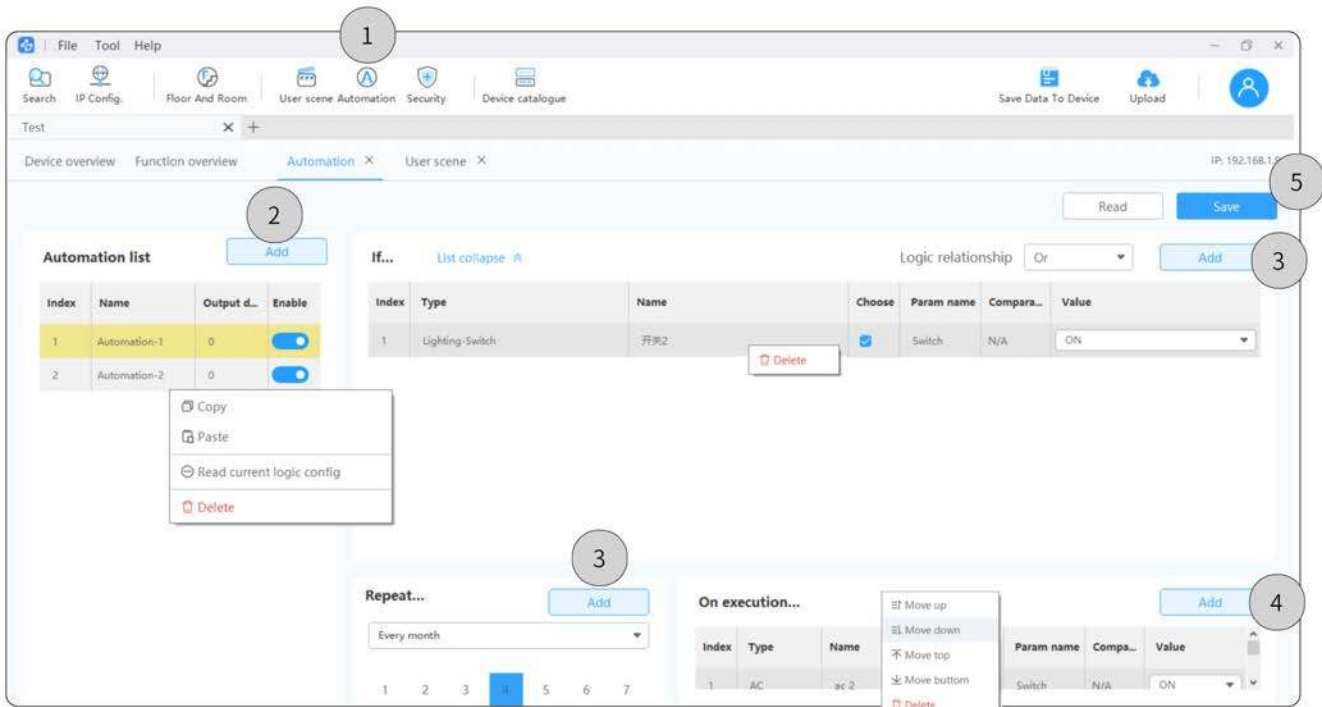 1
File Tool Help
Search IP Config. Floor And Room User scene Automation Security Device catalogue Save Data To Device Upload
Test
Device overview Function overview Automation User scene IP: 192.168.1.
5
Read Save
2
Automation list Add If... List collapse Logic relationship Or Add 3
Index Name Output d... Enable Index Type Name Choose Param name Compara... Value
1 Automation-1 0 1 Lighting-Switch 开关2 Switch N/A ON
Delete
2 Automation-2 0
Copy
Paste
Read current logic config
Delete
3
Repeat... Add On execution... Move up Add 4
Every month Move down
Index Type Name Param name Compa... Value
Move top
1 2 3 4 5 6 7 Move buttom
1 AC ac 2 Switch N/A ON
Delete